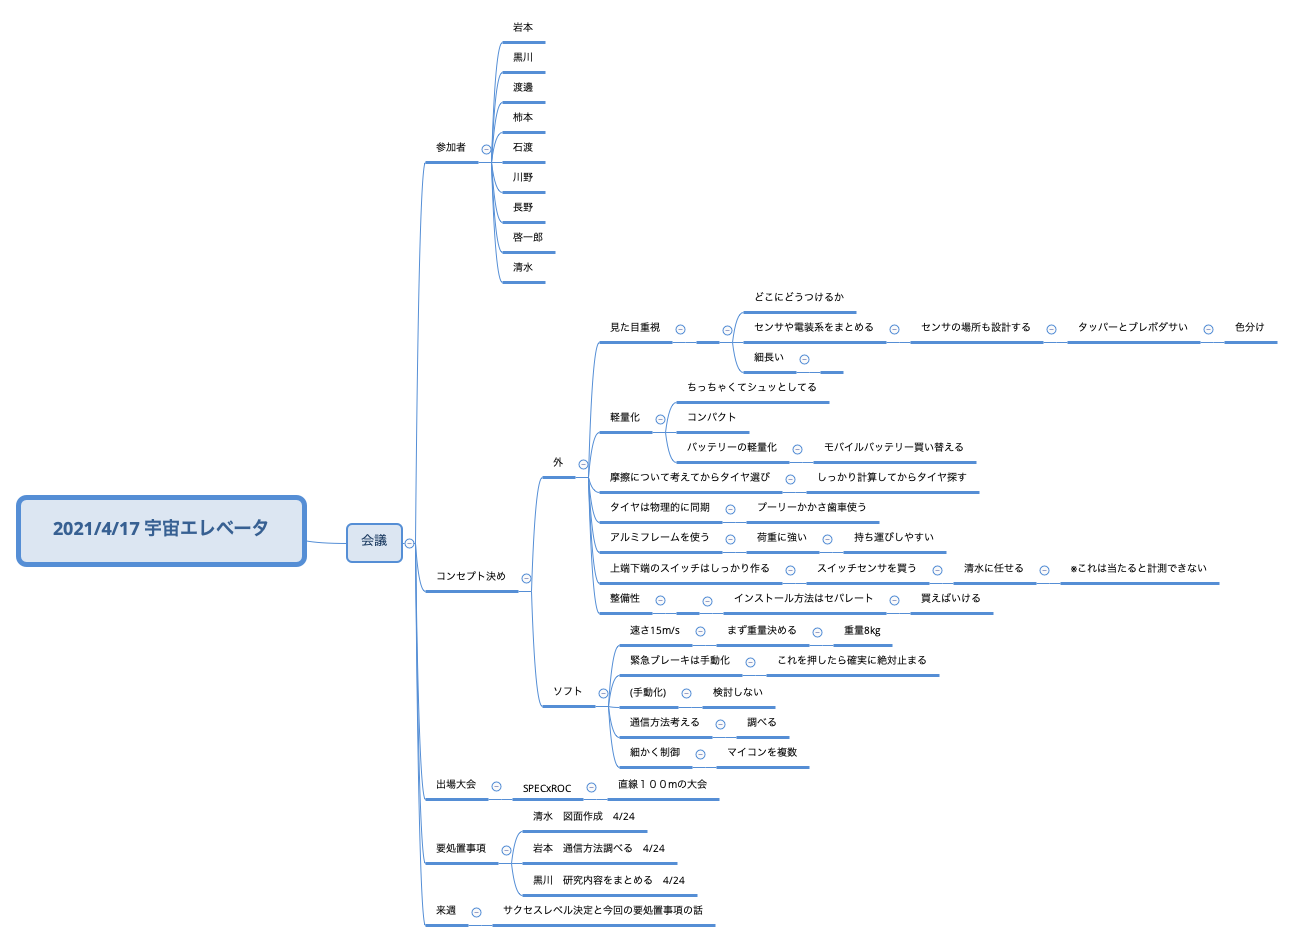 2021/4/17 宇宙エレベータ
会議
参加者
岩本
黒川
渡邊
柿本
石渡
川野
長野
啓一郎
清水
コンセプト決め
外
見た目重視
どこにどうつけるか
センサや電装系をまとめる
センサの場所も設計する
タッパーとプレボダサい
色分け
細長い
軽量化
ちっちゃくてシュッとしてる
コンパクト
バッテリーの軽量化
モバイルバッテリー買い替える
摩擦について考えてからタイヤ選び
しっかり計算してからタイヤ探す
タイヤは物理的に同期
プーリーかかさ歯車使う
アルミフレームを使う
荷重に強い
持ち運びしやすい
上端下端のスイッチはしっかり作る
スイッチセンサを買う
清水に任せる
※これは当たると計測できない
整備性
インストール方法はセパレート
買えばいける
ソフト
速さ15m/s
まず重量決める
重量8kg
緊急ブレーキは手動化
これを押したら確実に絶対止まる
(手動化)
検討しない
通信方法考える
調べる
細かく制御
マイコンを複数
出場大会
SPECxROC
直線１００mの大会
要処置事項
清水　図面作成　4/24
岩本　通信方法調べる　4/24
黒川　研究内容をまとめる　4/24
来週
サクセスレベル決定と今回の要処置事項の話